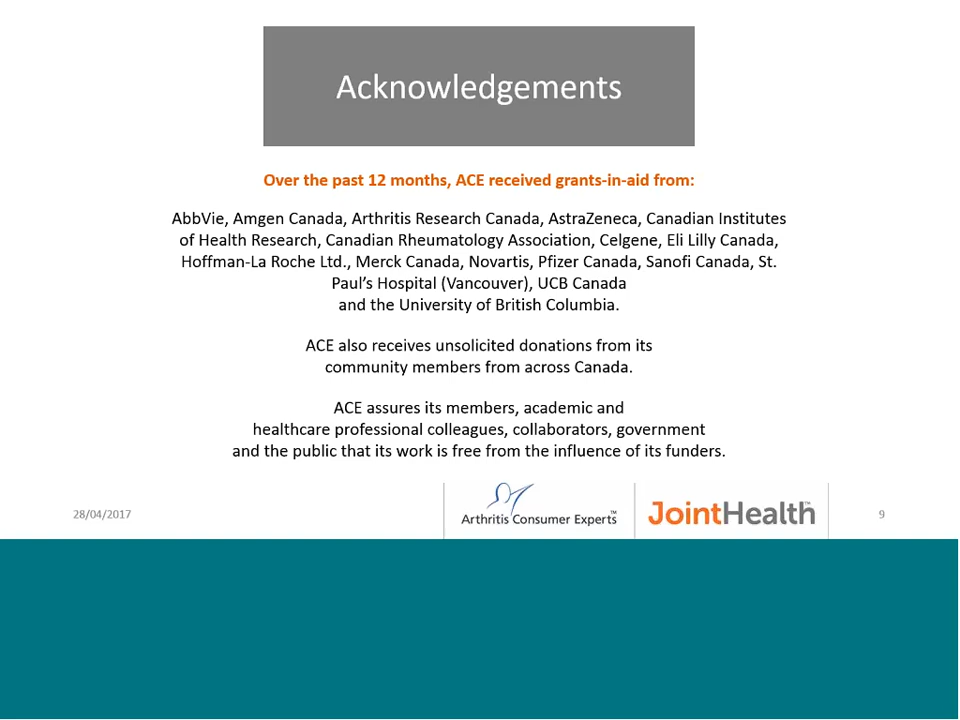 Acknowledgements
Over the past 12 months, ACE received grants-in-aid from:
AbbVie, Amgen Canada, Arthritis Research Canada, AstraZeneca, Canadian Institutes
of Health Research, Canadian Rheumatology Association, Celgene, Eli Lilly Canada,
Hoffman-La Roche Ltd., Merck Canada, Novartis, Pfizer Canada, Sanofi Canada, St.
Paul's Hospital (Vancouver), UCB Canada
and the University of British Columbia.
ACE also receives unsolicited donations from its
community members from across Canada.
ACE assures its members, academic and
healthcare professional colleagues, collaborators, government
and the public that its work is free from the influence of its funders.
28/04/2017
Arthritis Consumer Experts™
JointHealth™
9